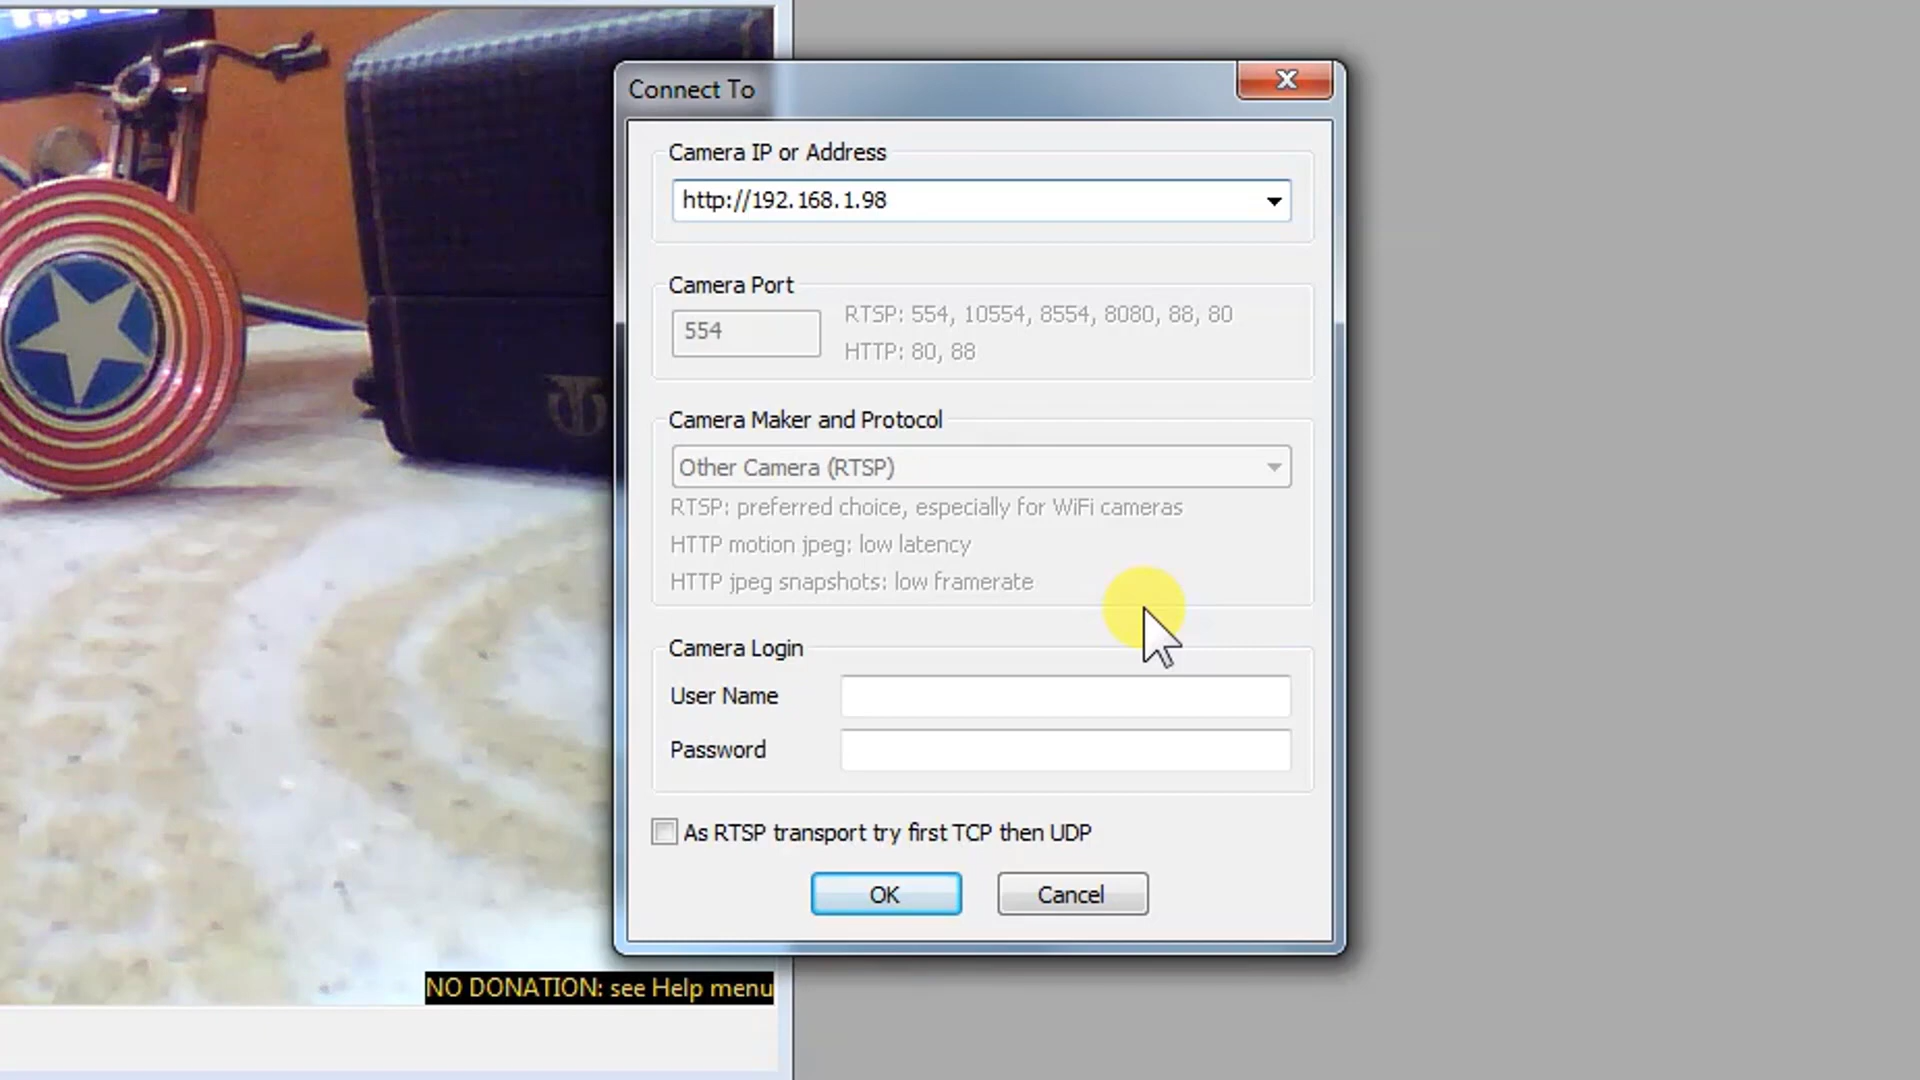 Connect To
X
Camera IP or Address
http://192.168.1.98
Camera Port
554
RTSP: 554, 10554, 8554, 8080, 88, 80
HTTP: 80, 88
Camera Maker and Protocol
Other Camera (RTSP)
RTSP: preferred choice, especially for WiFi cameras
HTTP motion jpeg: low latency
HTTP jpeg snapshots: low framerate
Camera Login
User Name
Password
As RTSP transport try first TCP then UDP
OK
Cancel
NO DONATION: see Help menu